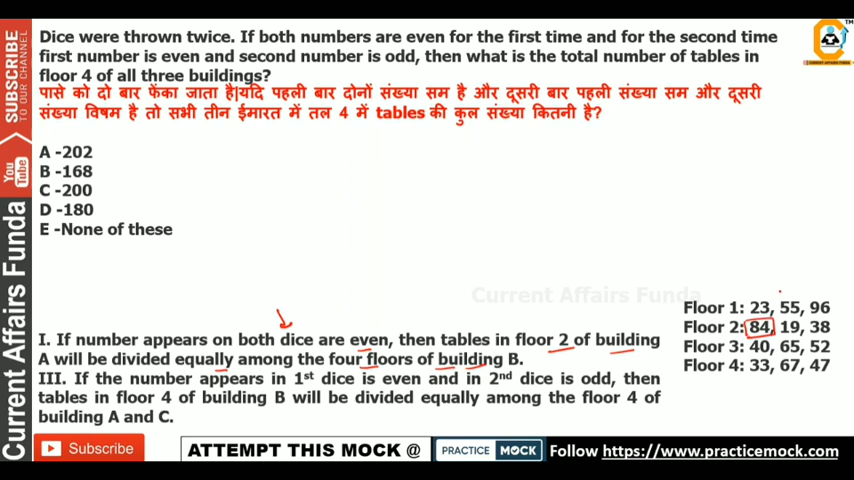 Dice were thrown twice. If both numbers are even for the first time and for the second time
first number is even and second number is odd, then what is the total number of tables in
floor 4 of all three buildings?
पासे को दो बार फेंका जाता है|यदि पहली बार दोनों संख्या सम है और दूसरी बार पहली संख्या सम और दूसरी
संख्या विषम है तो सभी तीन ईमारत में तल 4 में tables की कुल संख्या कितनी है?
A -202
B -168
C -200
D -180
E -None of these
Current Affairs Funda
Floor 1: 23, 55, 96
Floor 2: 84, 19, 38
Floor 3: 40, 65, 52
Floor 4: 33, 67, 47
I. If number appears on both dice are even, then tables in floor 2 of building
A will be divided equally among the four floors of building B.
III. If the number appears in 1st dice is even and in 2nd dice is odd, then
tables in floor 4 of building B will be divided equally among the floor 4 of
building A and C.
SUBSCRIBE
TO OUR CHANNEL
You
Tube
Current Affairs Funda
Subscribe
ATTEMPT THIS MOCK @
PRACTICE MOCK
Follow https://www.practicemock.com